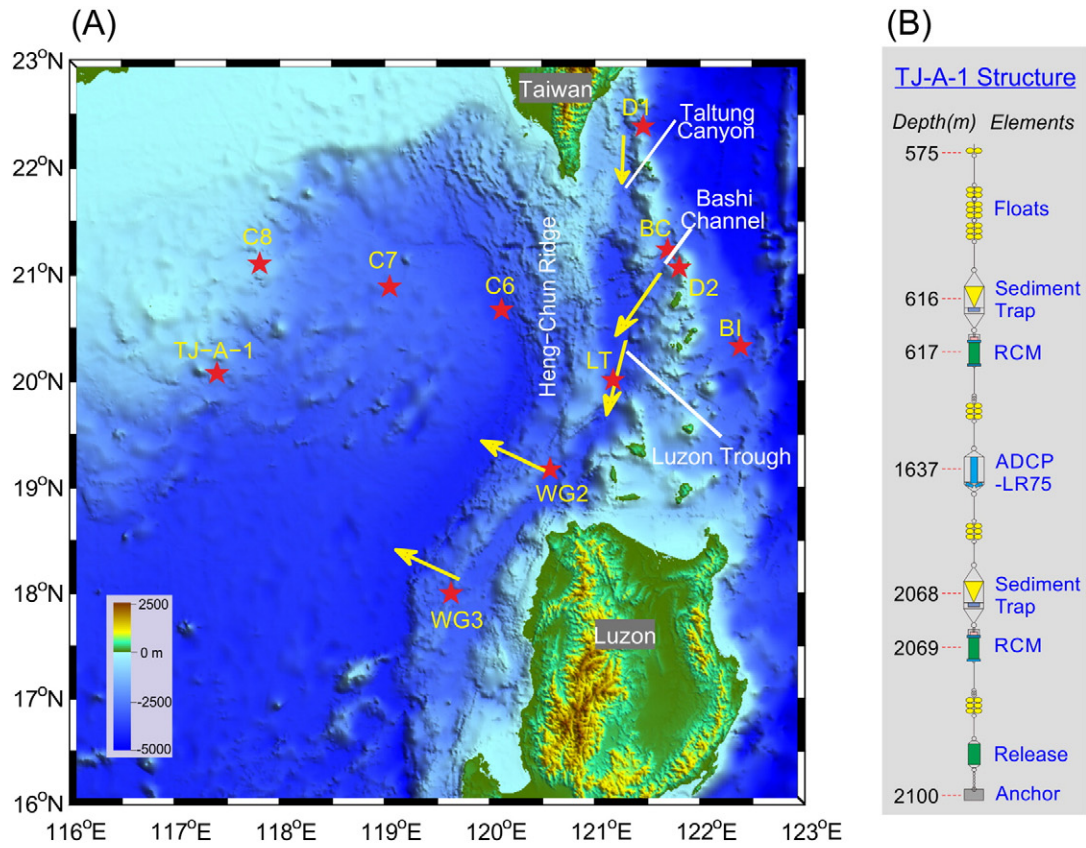 (A)
23°N
22°N
21°N
20°N
19°N
18°N
17°N
16°N
116°E
117°E
118°E
119°E
120°E
121°E
122°E
123°E
Taiwan
D1
Taltung
Canyon
Bashi
Channel
BC
D2
BI
C8
C7
C6
TJ-A-1
Heng-Chun Ridge
LT
Luzon Trough
WG2
WG3
Luzon
2500
0 m
-2500
-5000
(B)
TJ-A-1 Structure
Depth(m) Elements
575
Floats
616
Sediment
Trap
617
RCM
1637
ADCP
-LR75
2068
Sediment
Trap
2069
RCM
Release
2100
Anchor